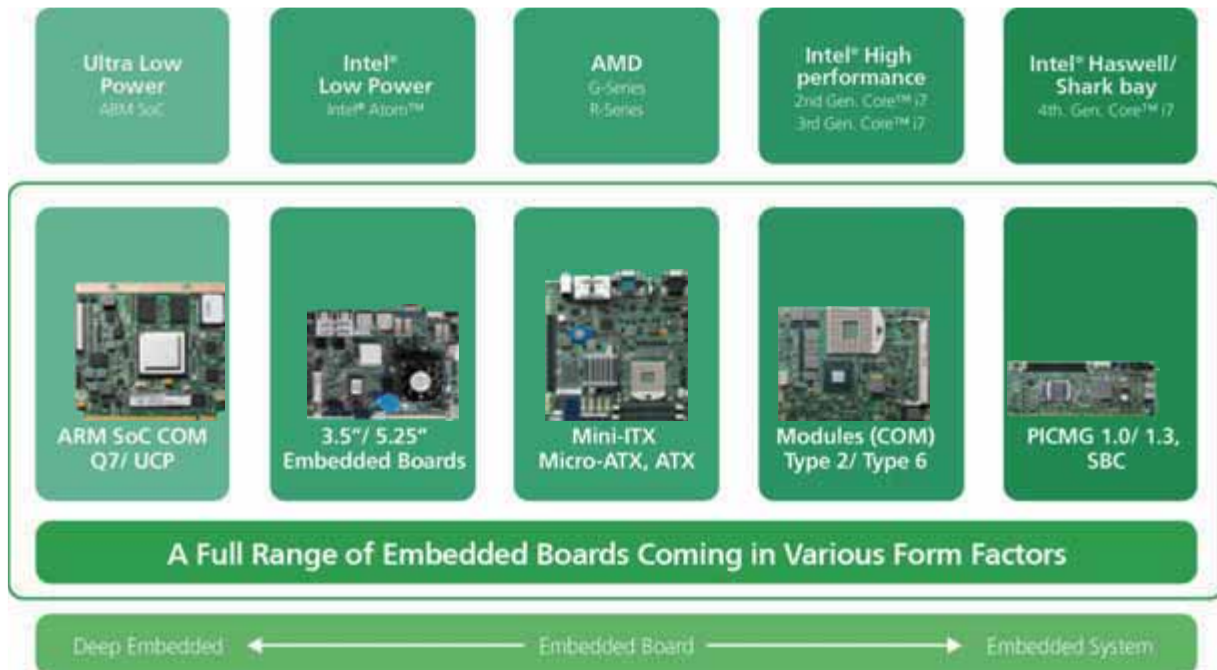 Ultra Low
Power
ARM SoC
Intel®
Low Power
Intel® Atom™
AMD
G-Series
R-Series
Intel® High
performance
2nd Gen. Core™ i7
3rd Gen. Core™ i7
Intel® Haswell/
Shark bay
4th. Gen. Core™ i7
ARM SoC COM
Q7/ UCP
3.5"/ 5.25"
Embedded Boards
Mini-ITX
Micro-ATX, ATX
Modules (COM)
Type 2/ Type 6
PICMG 1.0/ 1.3,
SBC
A Full Range of Embedded Boards Coming in Various Form Factors
Deep Embedded
Embedded Board
Embedded System